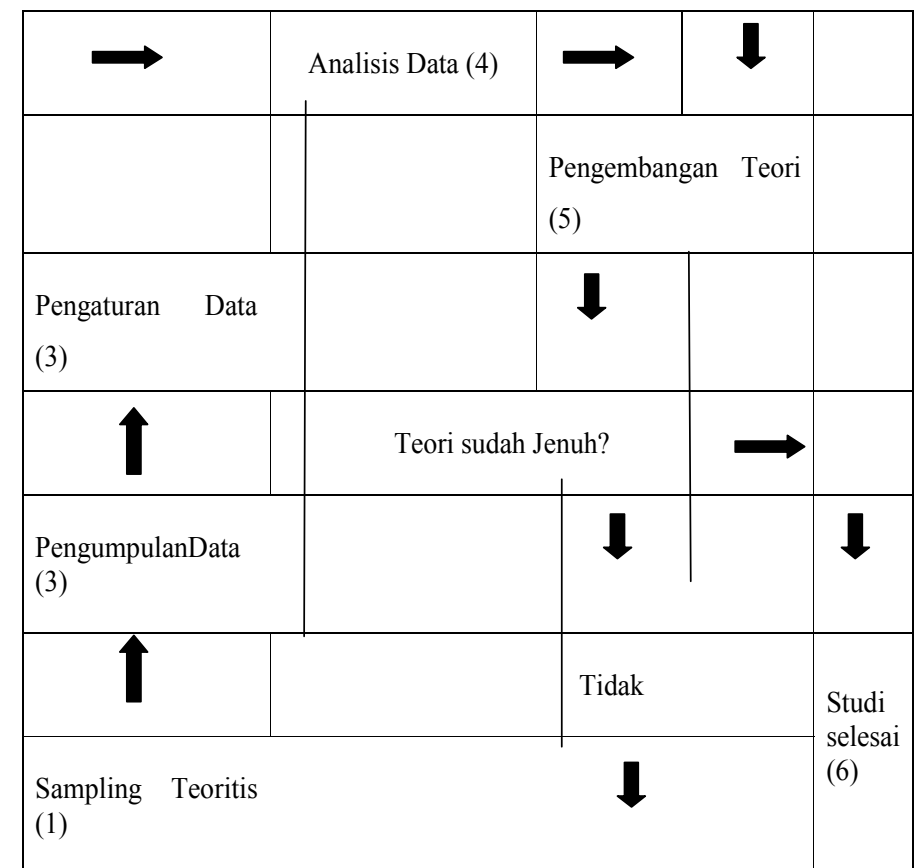 Analisis Data (4)
Pengembangan Teori
(5)
Pengaturan Data
(3)
Teori sudah Jenuh?
PengumpulanData
(3)
Tidak
Studi
selesai
(6)
Sampling Teoritis
(1)